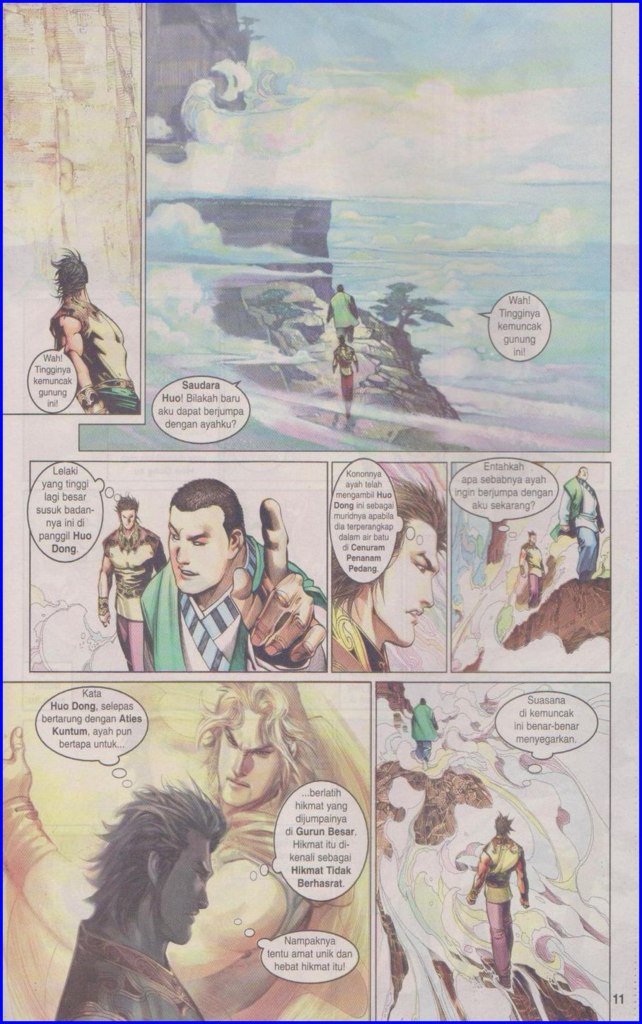 Wah!
Tingginya
kemuncak
gunung
ini!
Wah!
Tingginya
kemuncak
gunung
ini!
Saudara
Huo! Bilakah baru
aku dapat berjumpa
dengan ayahku?
Lelaki
yang tinggi
lagi besar
susuk badan-
nya ini di
panggil Huo
Dong.
Kononnya
ayah telah
mengambil Huo
Dong ini sebagai
muridnya apabila
dia terperangkap
dalam air batu
di Cenuram
Penanam
Pedang.
Entahkah
apa sebabnya ayah
ingin berjumpa dengan
aku sekarang?
Kata
Huo Dong, selepas
bertarung dengan Aties
Kuntum, ayah pun
bertapa untuk...
...berlatih
hikmat yang
dijumpainya
di Gurun Besar.
Hikmat itu di-
kenali sebagai
Hikmat Tidak
Berhasrat.
Nampaknya
tentu amat unik dan
hebat hikmat itu!
Suasana
di kemuncak
ini benar-benar
menyegarkan.
11